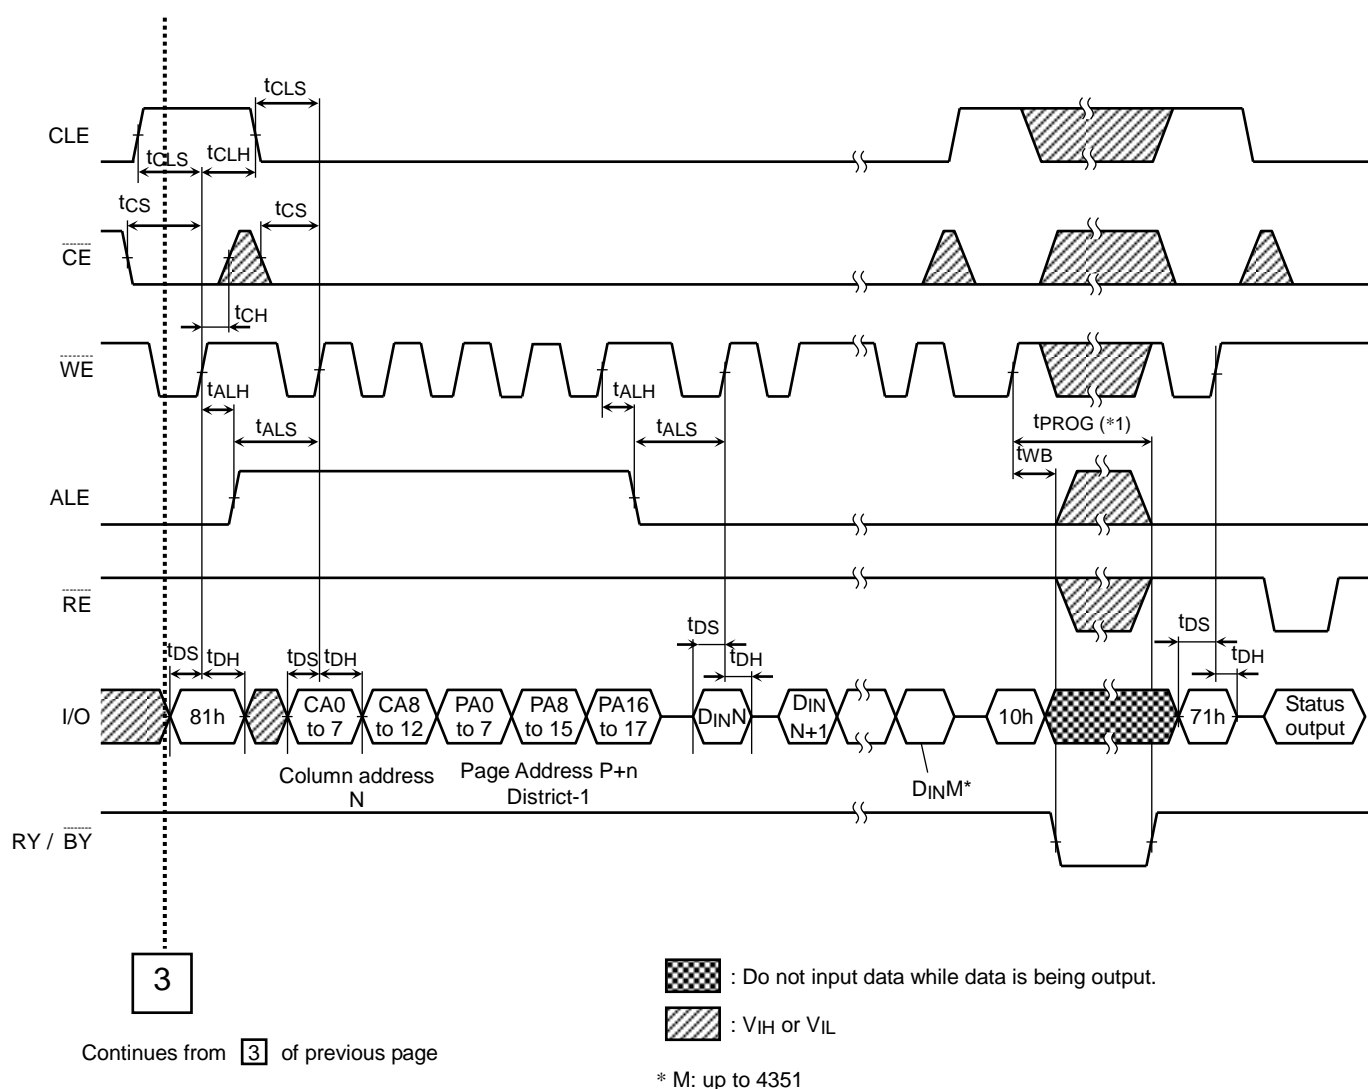 tCLS
CLE
tCLS
tCLH
tCS
tCS
CE
tCH
WE
tALH
tALH
tALS
tALS
tPROG (*1)
tWB
ALE
RE
tDS
tDH
tDS
tDH
tDS
tDH
tDS
tDH
I/O
81h
CA0 to 7
CA8 to 12
PA0 to 7
PA8 to 15
PA16 to 17
DINN
DIN N+1
10h
71h
Status output
Column address
N
Page Address P+n
District-1
DINM*
RY / BY
3
: Do not input data while data is being output.
: VIH or VIL
Continues from 3 of previous page
* M: up to 4351